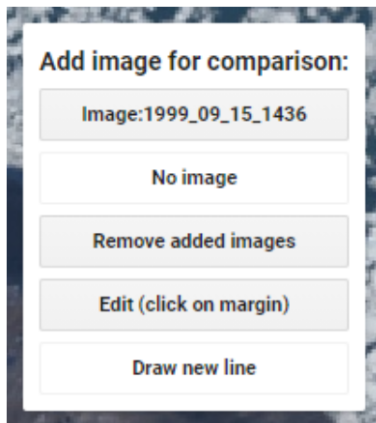 Add image for comparison:
Image:1999_09_15_1436
No image
Remove added images
Edit (click on margin)
Draw new line